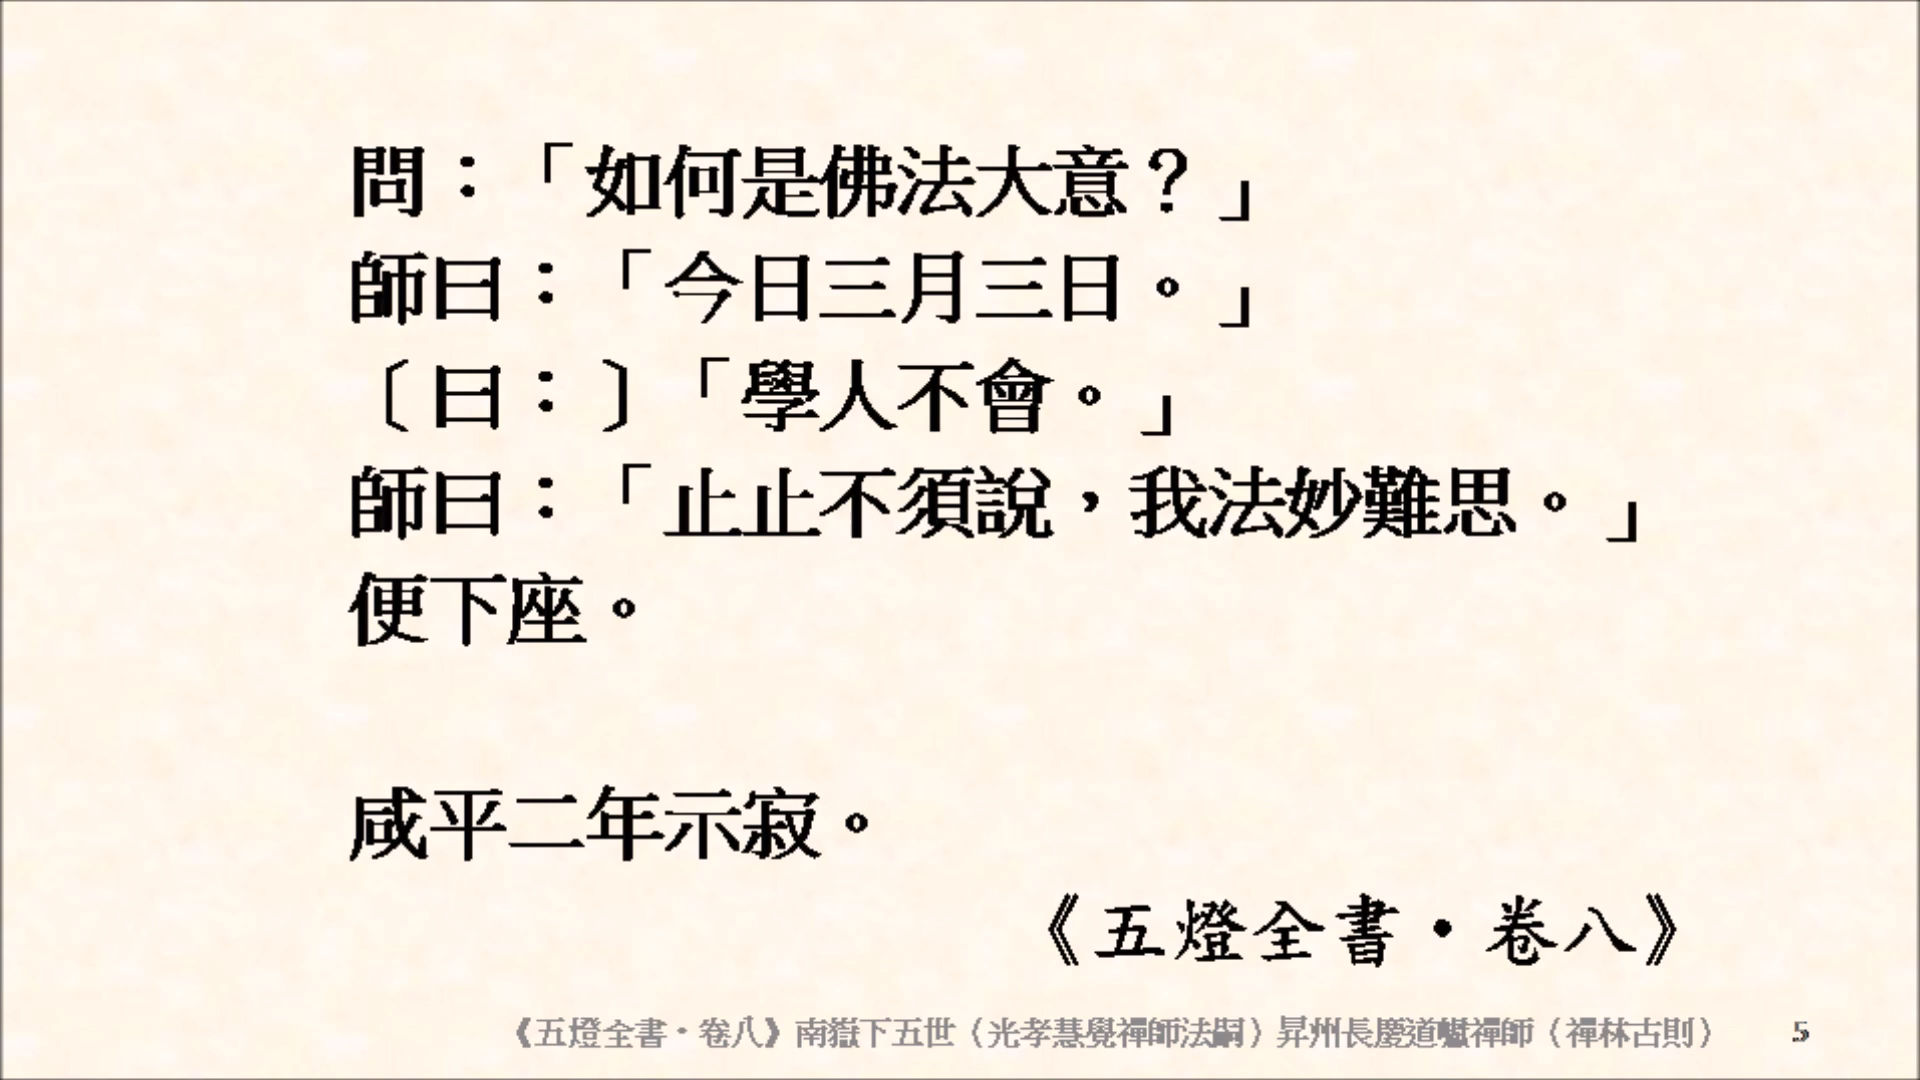 問：「如何是佛法大意？」
師曰：「今日三月三日。」
〔曰：〕「學人不會。」
師曰：「止止不須說，我法妙難思。」
便下座。
咸平二年示寂。
《五燈全書‧卷八》
《五燈全書‧卷八》南嶽下五世（光孝慧覺禪師法嗣）昇州長慶道巘禪師（禪林古則） 5